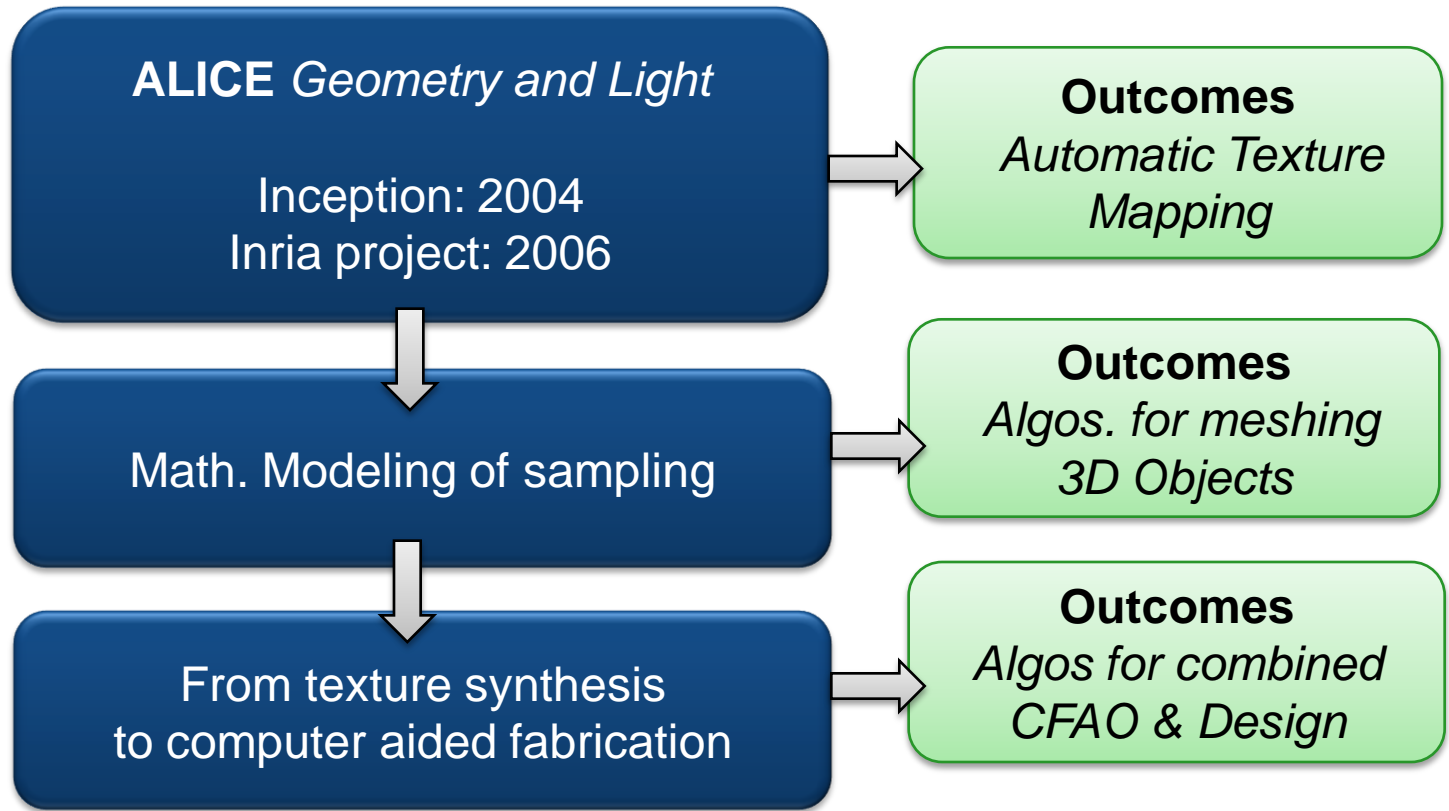 ALICE Geometry and Light
Inception: 2004
Inria project: 2006
Outcomes
Automatic Texture
Mapping
Math. Modeling of sampling
Outcomes
Algos. for meshing
3D Objects
From texture synthesis
to computer aided fabrication
Outcomes
Algos for combined
CFAO & Design